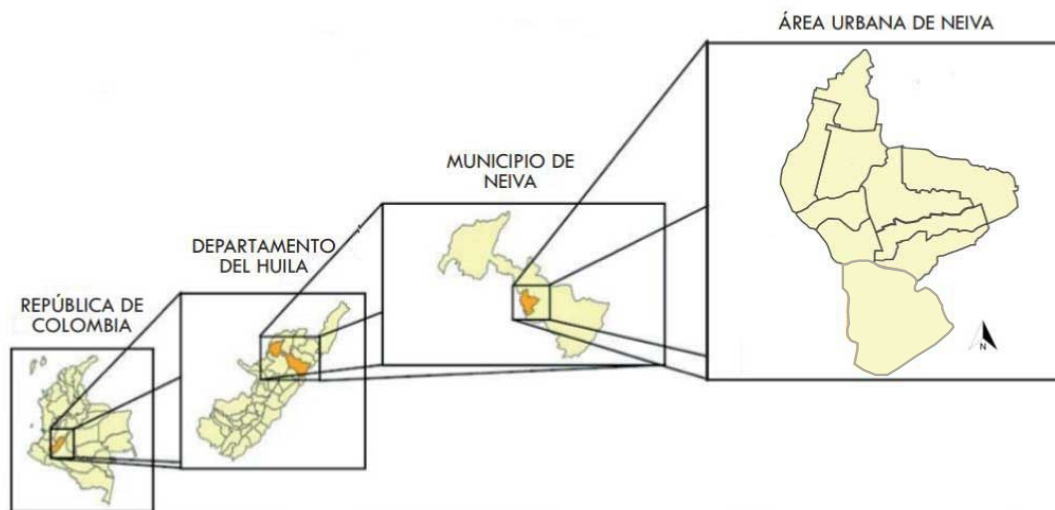 ÁREA URBANA DE NEIVA
MUNICIPIO DE
NEIVA
DEPARTAMENTO
DEL HUILA
REPÚBLICA DE
COLOMBIA
N